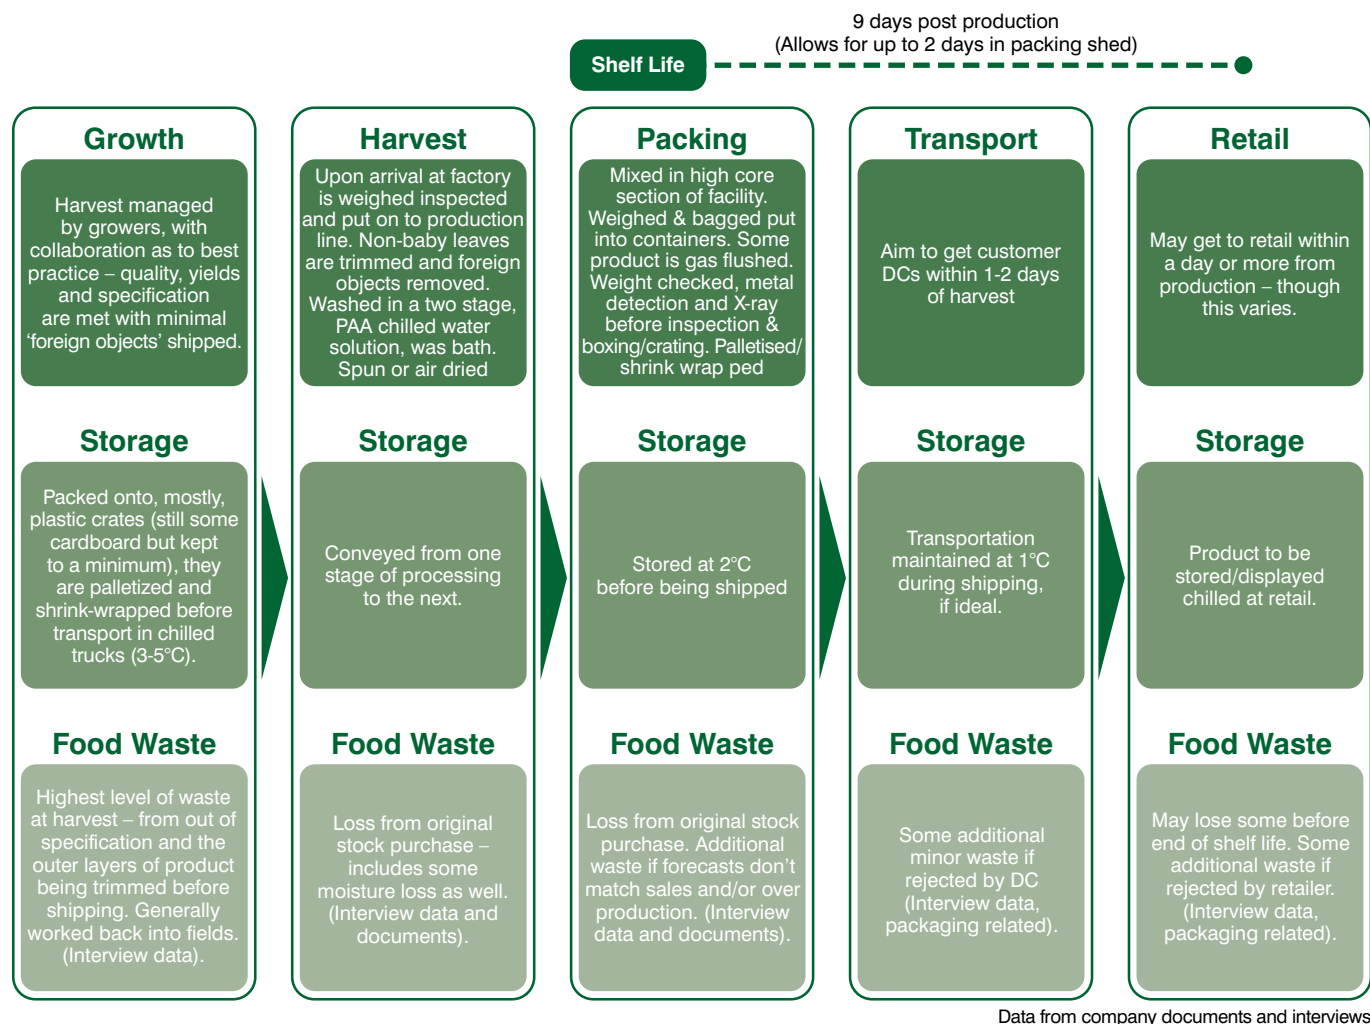 9 days post production
(Allows for up to 2 days in packing shed)
Shelf Life
Growth
Harvest managed
by growers, with
collaboration as to best
practice – quality, yields
and specification
are met with minimal
‘foreign objects’ shipped.
Storage
Packed onto, mostly,
plastic crates (still some
cardboard but kept
to a minimum), they
are palletized and
shrink-wrapped before
transport in chilled
trucks (3-5°C).
Food Waste
Highest level of waste
at harvest – from out of
specification and the
outer layers of product
being trimmed before
shipping. Generally
worked back into fields.
(Interview data).
Harvest
Upon arrival at factory
is weighed inspected
and put on to production
line. Non-baby leaves
are trimmed and foreign
objects removed.
Washed in a two stage,
PAA chilled water
solution, was bath.
Spun or air dried
Storage
Conveyed from one
stage of processing
to the next.
Food Waste
Loss from original
stock purchase –
includes some
moisture loss as well.
(Interview data and
documents).
Packing
Mixed in high core
section of facility.
Weighed & bagged put
into containers. Some
product is gas flushed.
Weight checked, metal
detection and X-ray
before inspection &
boxing/crating. Palletised/
shrink wrap ped
Storage
Stored at 2°C
before being shipped
Food Waste
Loss from original stock
purchase. Additional
waste if forecasts don’t
match sales and/or over
production. (Interview
data and documents).
Transport
Aim to get customer
DCs within 1-2 days
of harvest
Storage
Transportation
maintained at 1°C
during shipping,
if ideal.
Food Waste
Some additional
minor waste if
rejected by DC
(Interview data,
packaging related).
Retail
May get to retail within
a day or more from
production – though
this varies.
Storage
Product to be
stored/displayed
chilled at retail.
Food Waste
May lose some before
end of shelf life. Some
additional waste if
rejected by retailer.
(Interview data,
packaging related).
Data from company documents and interviews